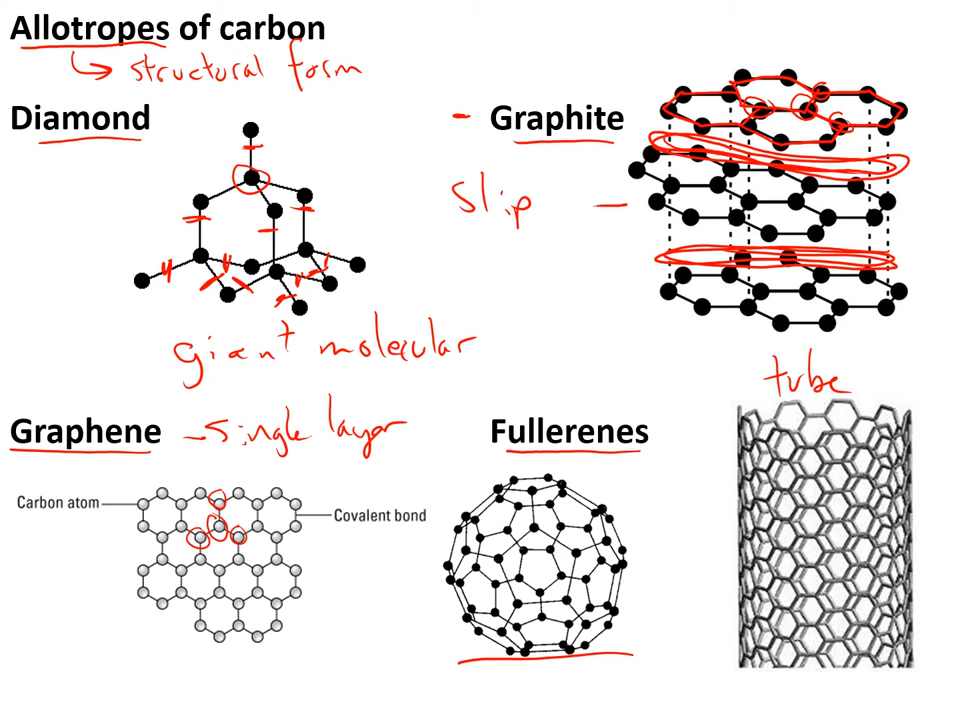 Allotropes of carbon
↳ structural form
Diamond
- Graphite
slip -
giant molecular
tube
Graphene - single layer
Fullerenes
Carbon atom
Covalent bond